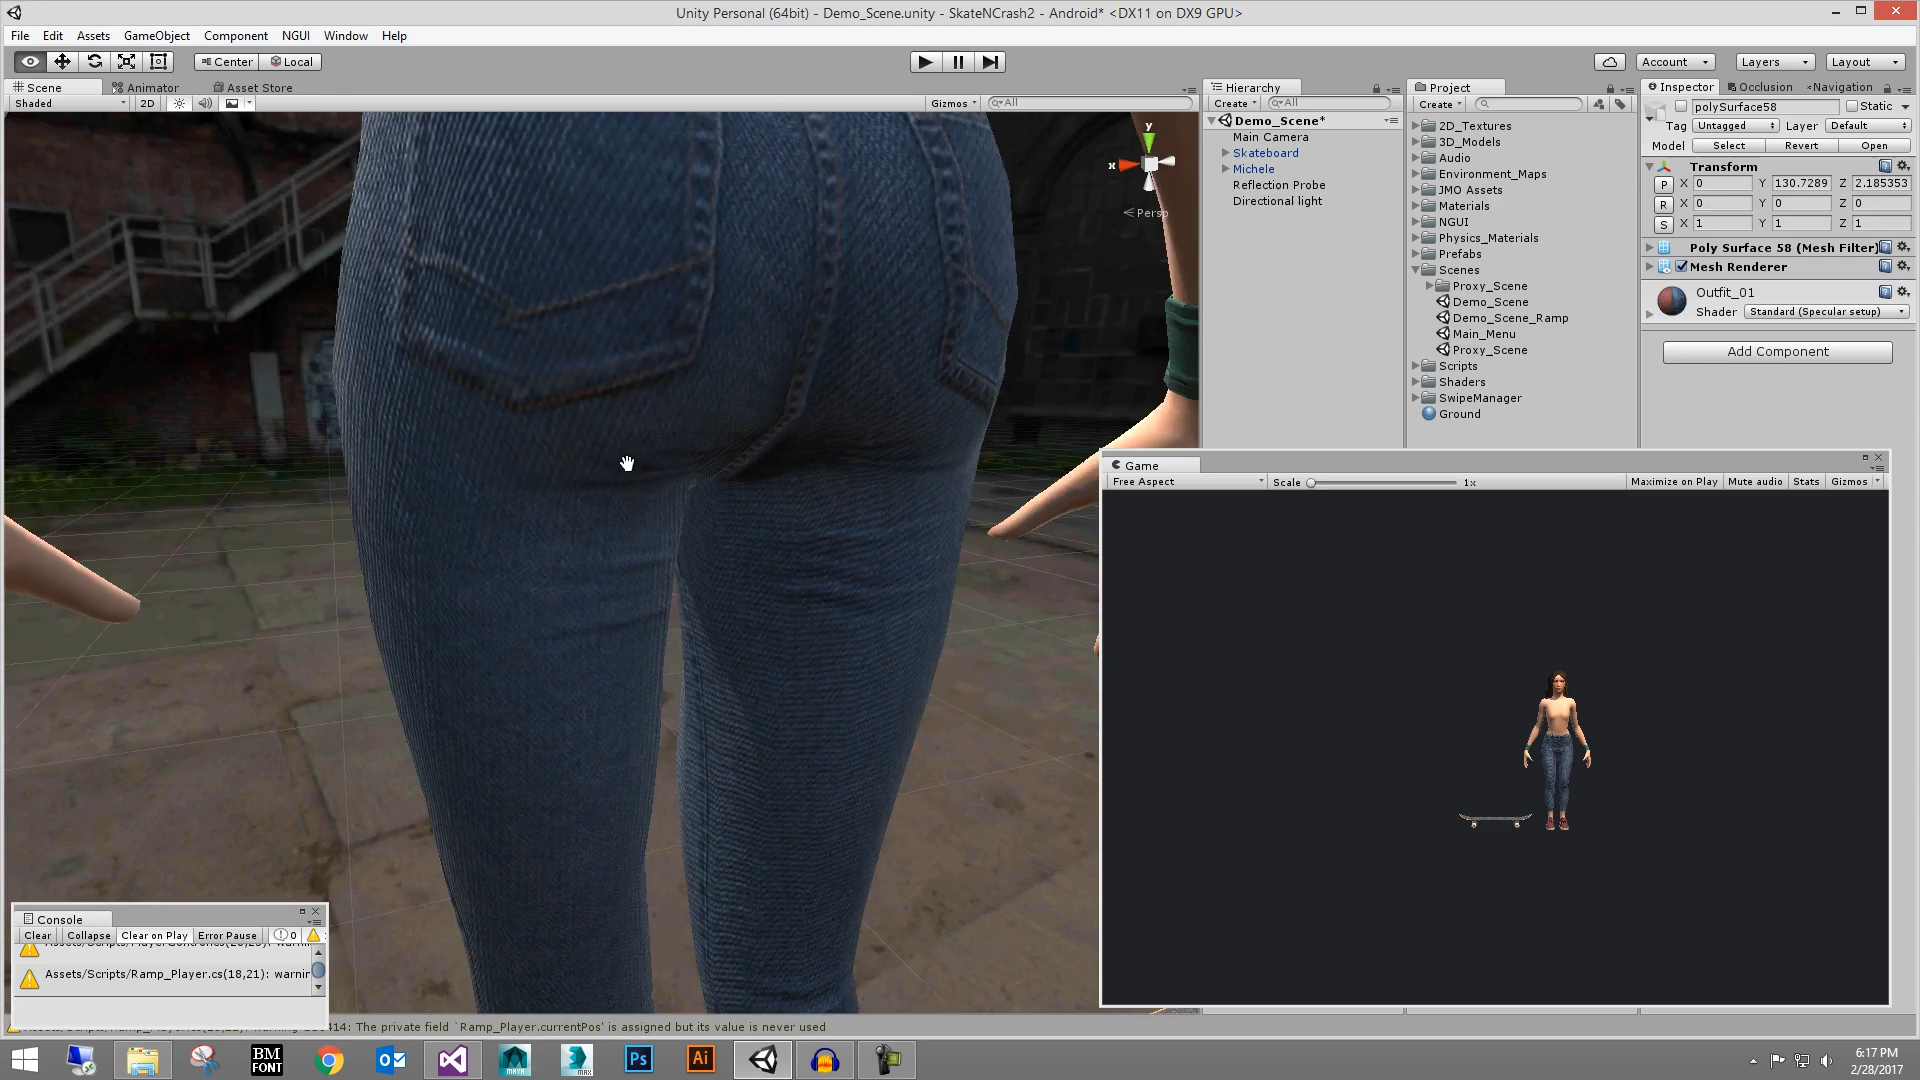 Unity Personal (64bit) - Demo_Scene.unity - SkateNCrash2 - Android* <DX11 on DX9 GPU>
File Edit Assets GameObject Component NGUI Window Help
Center Local Account Layers Layout
Scene Animator Asset Store
Shaded 2D Gizmos All
y
x
Persp
Hierarchy
Create All
Demo_Scene*
Main Camera
Skateboard
Michele
Reflection Probe
Directional light
Project
Create
2D_Textures
3D_Models
Audio
Environment_Maps
JMO Assets
Materials
NGUI
Physics_Materials
Prefabs
Scenes
Proxy_Scene
Demo_Scene
Demo_Scene_Ramp
Main_Menu
Proxy_Scene
Scripts
Shaders
SwipeManager
Ground
Inspector Occlusion Navigation
polySurface58 Static
Tag Untagged Layer Default
Model Select Revert Open
Transform
P X 0 Y 130.7289 Z 2.185353
R X 0 Y 0 Z 0
S X 1 Y 1 Z 1
Poly Surface 58 (Mesh Filter)
Mesh Renderer
Outfit_01
Shader Standard (Specular setup)
Add Component
Game
Free Aspect Scale 1x Maximize on Play Mute audio Stats Gizmos
Console
Clear Collapse Clear on Play Error Pause 0
Assets/Scripts/Ramp_Player.cs(18,21): warnin
414: The private field `Ramp_Player.currentPos' is assigned but its value is never used
BM
FONT
MAYA
MAX
Ps
Ai
6:17 PM
2/28/2017